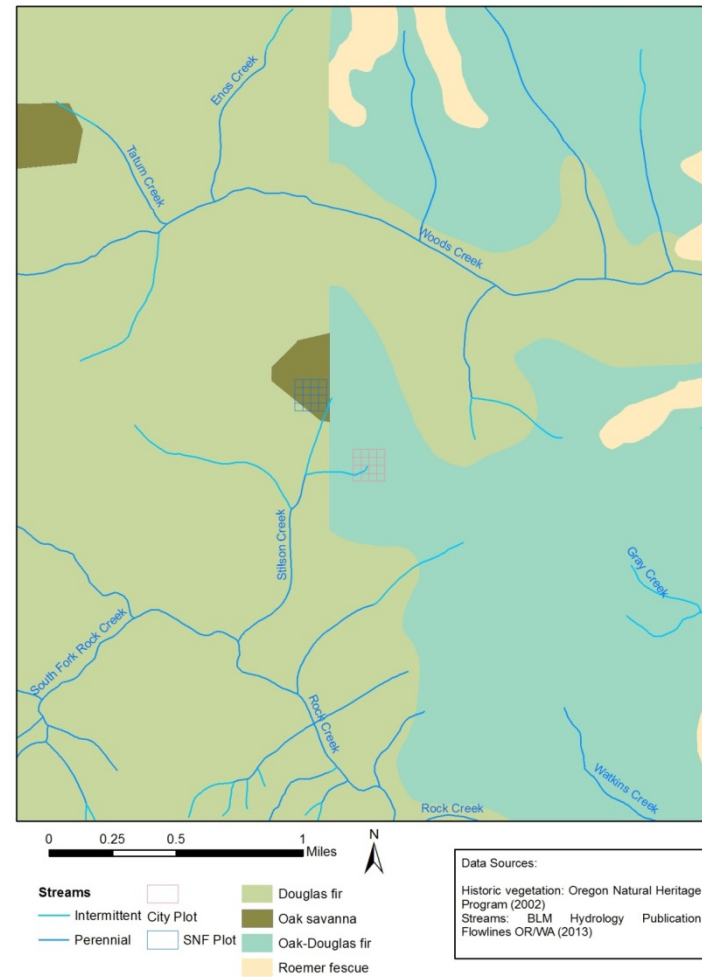 Enos Creek
Tatum Creek
Woods Creek
Stilson Creek
Gray Creek
South Fork Rock Creek
Rock Creek
Watkins Creek
Rock Creek
0 0.25 0.5 1
Miles
N
Streams
Intermittent
Perennial
City Plot
SNF Plot
Douglas fir
Oak savanna
Oak-Douglas fir
Roemer fescue
Data Sources:
Historic vegetation: Oregon Natural Heritage
Program (2002)
Streams: BLM Hydrology Publication
Flowlines OR/WA (2013)